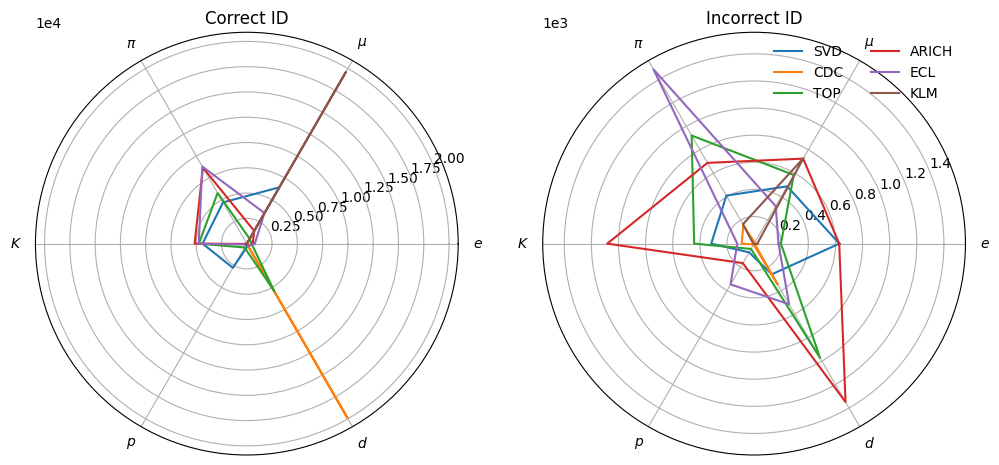 Correct ID
1e4
e
μ
π
K
p
d
0.25
0.50
0.75
1.00
1.25
1.50
1.75
2.00
Incorrect ID
1e3
e
μ
π
K
p
d
0.2
0.4
0.6
0.8
1.0
1.2
1.4
SVD
CDC
TOP
ARICH
ECL
KLM